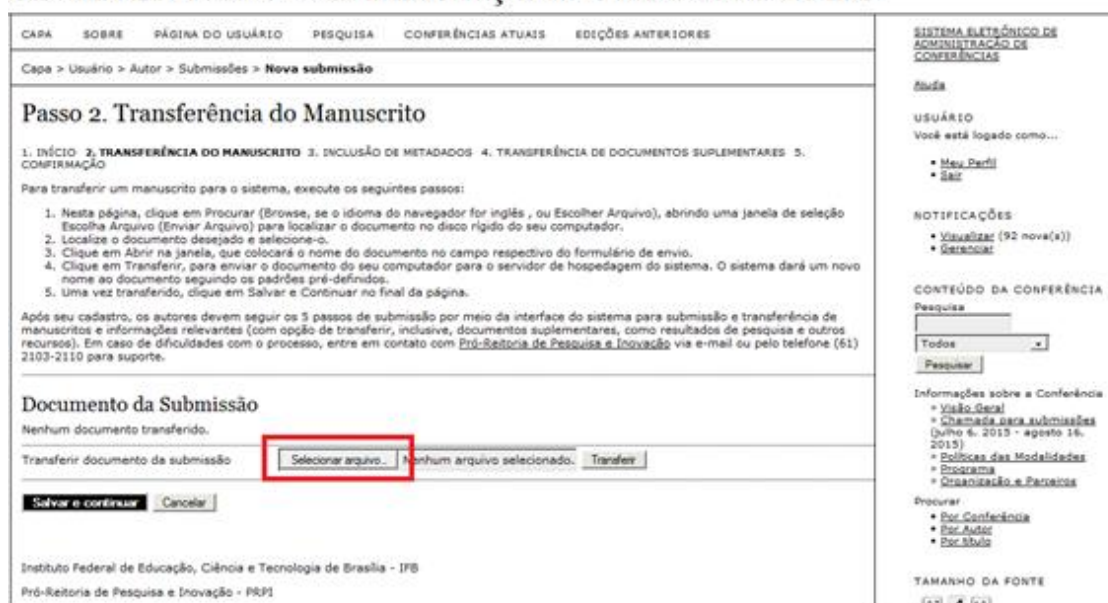 CAPA SOBRE PÁGINA DO USUÁRIO PESQUISA CONFERÊNCIAS ATUAIS EDIÇÕES ANTERIORES
Capa > Usuário > Autor > Submissões > Nova submissão
Passo 2. Transferência do Manuscrito
1. INÍCIO 2. TRANSFERÊNCIA DO MANUSCRITO 3. INCLUSÃO DE METADADOS 4. TRANSFERÊNCIA DE DOCUMENTOS SUPLEMENTARES 5.
CONFIRMAÇÃO
Para transferir um manuscrito para o sistema, execute os seguintes passos:
1. Nesta página, clique em Procurar (Browse, se o idioma do navegador for inglês , ou Escolher Arquivo), abrindo uma janela de seleção
Escolha Arquivo (Enviar Arquivo) para localizar o documento no disco rígido do seu computador.
2. Localize o documento desejado e selecione-o.
3. Clique em Abrir na janela, que colocará o nome do documento no campo respectivo do formulário de envio.
4. Clique em Transferir, para enviar o documento do seu computador para o servidor de hospedagem do sistema. O sistema dará um novo
nome ao documento seguindo os padrões pré-definidos.
5. Uma vez transferido, clique em Salvar e Continuar no final da página.
Após seu cadastro, os autores devem seguir os 5 passos de submissão por meio da interface do sistema para submissão e transferência de
manuscritos e informações relevantes (com opção de transferir, inclusive, documentos suplementares, como resultados de pesquisa e outros
recursos). Em caso de dificuldades com o processo, entre em contato com Pró-Reitoria de Pesquisa e Inovação via e-mail ou pelo telefone (61)
2103-2110 para suporte.
Documento da Submissão
Nenhum documento transferido.
Transferir documento da submissão Selecionar arquivo... Nenhum arquivo selecionado. Transferir
Salvar e continuar Cancelar
Instituto Federal de Educação, Ciência e Tecnologia de Brasília - IFB
Pró-Reitoria de Pesquisa e Inovação - PRPI
SISTEMA ELETRÔNICO DE
ADMINISTRAÇÃO DE
CONFERÊNCIAS
Ajuda
USUÁRIO
Você está logado como...
• Meu Perfil
• Sair
NOTIFICAÇÕES
• Visualizar (92 nova(s))
• Gerenciar
CONTEÚDO DA CONFERÊNCIA
Pesquisa
Todos
Pesquisar
Informações sobre a Conferência
» Visão Geral
» Chamada para submissões
(julho 6, 2015 - agosto 16,
2015)
» Políticas das Modalidades
» Programa
» Organização e Parceiros
Procurar
• Por Conferência
• Por Autor
• Por título
TAMANHO DA FONTE